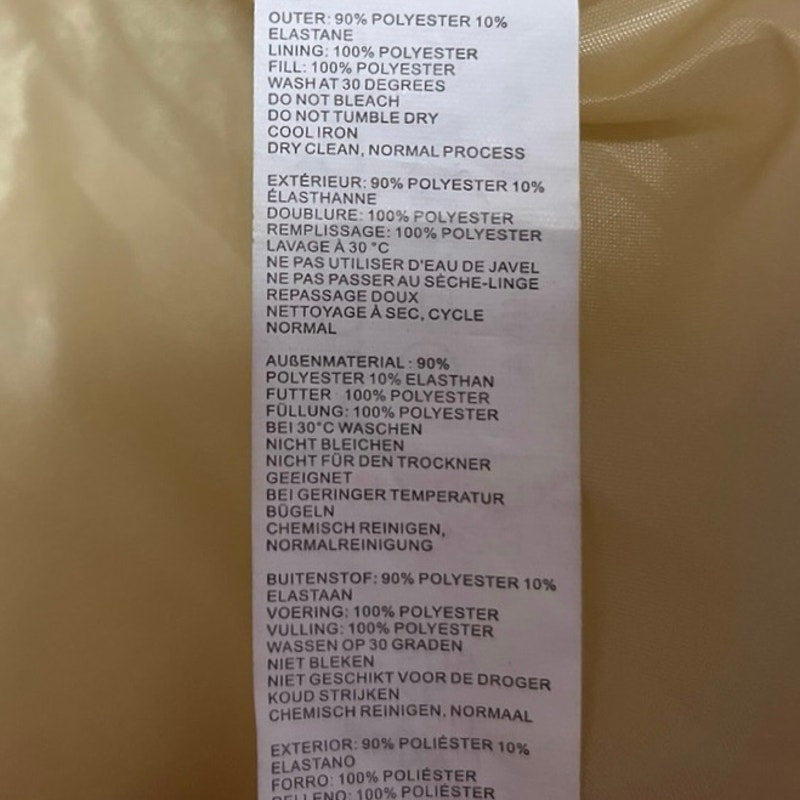 OUTER: 90% POLYESTER 10%
ELASTANE
LINING: 100% POLYESTER
FILL: 100% POLYESTER
WASH AT 30 DEGREES
DO NOT BLEACH
DO NOT TUMBLE DRY
COOL IRON
DRY CLEAN, NORMAL PROCESS
EXTÉRIEUR: 90% POLYESTER 10%
ÉLASTHANNE
DOUBLURE: 100% POLYESTER
REMPLISSAGE: 100% POLYESTER
LAVAGE À 30 °C
NE PAS UTILISER D'EAU DE JAVEL
NE PAS PASSER AU SÈCHE-LINGE
REPASSAGE DOUX
NETTOYAGE À SEC, CYCLE
NORMAL
AUßENMATERIAL : 90%
POLYESTER 10% ELASTHAN
FUTTER : 100% POLYESTER
FÜLLUNG: 100% POLYESTER
BEI 30°C WASCHEN
NICHT BLEICHEN
NICHT FÜR DEN TROCKNER
GEEIGNET
BEI GERINGER TEMPERATUR
BÜGELN
CHEMISCH REINIGEN,
NORMALREINIGUNG
BUITENSTOF: 90% POLYESTER 10%
ELASTAAN
VOERING: 100% POLYESTER
VULLING: 100% POLYESTER
WASSEN OP 30 GRADEN
NIET BLEKEN
NIET GESCHIKT VOOR DE DROGER
KOUD STRIJKEN
CHEMISCH REINIGEN, NORMAAL
EXTERIOR: 90% POLIÉSTER 10%
ELASTANO
FORRO: 100% POLIÉSTER
RELLENO: 100% POLIÉSTER